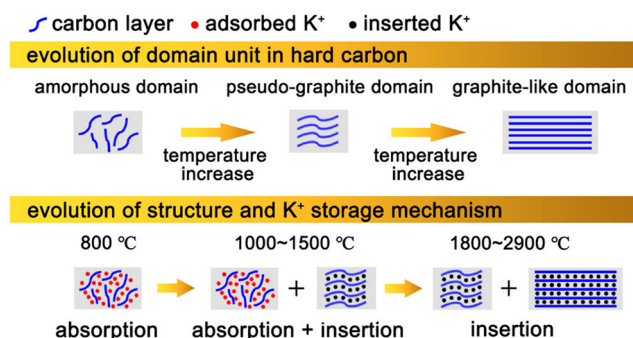 carbon layer adsorbed K⁺ inserted K⁺
evolution of domain unit in hard carbon
amorphous domain pseudo-graphite domain graphite-like domain
temperature increase temperature increase
evolution of structure and K⁺ storage mechanism
800 ℃ 1000~1500 ℃ 1800~2900 ℃
+ +
absorption absorption + insertion insertion